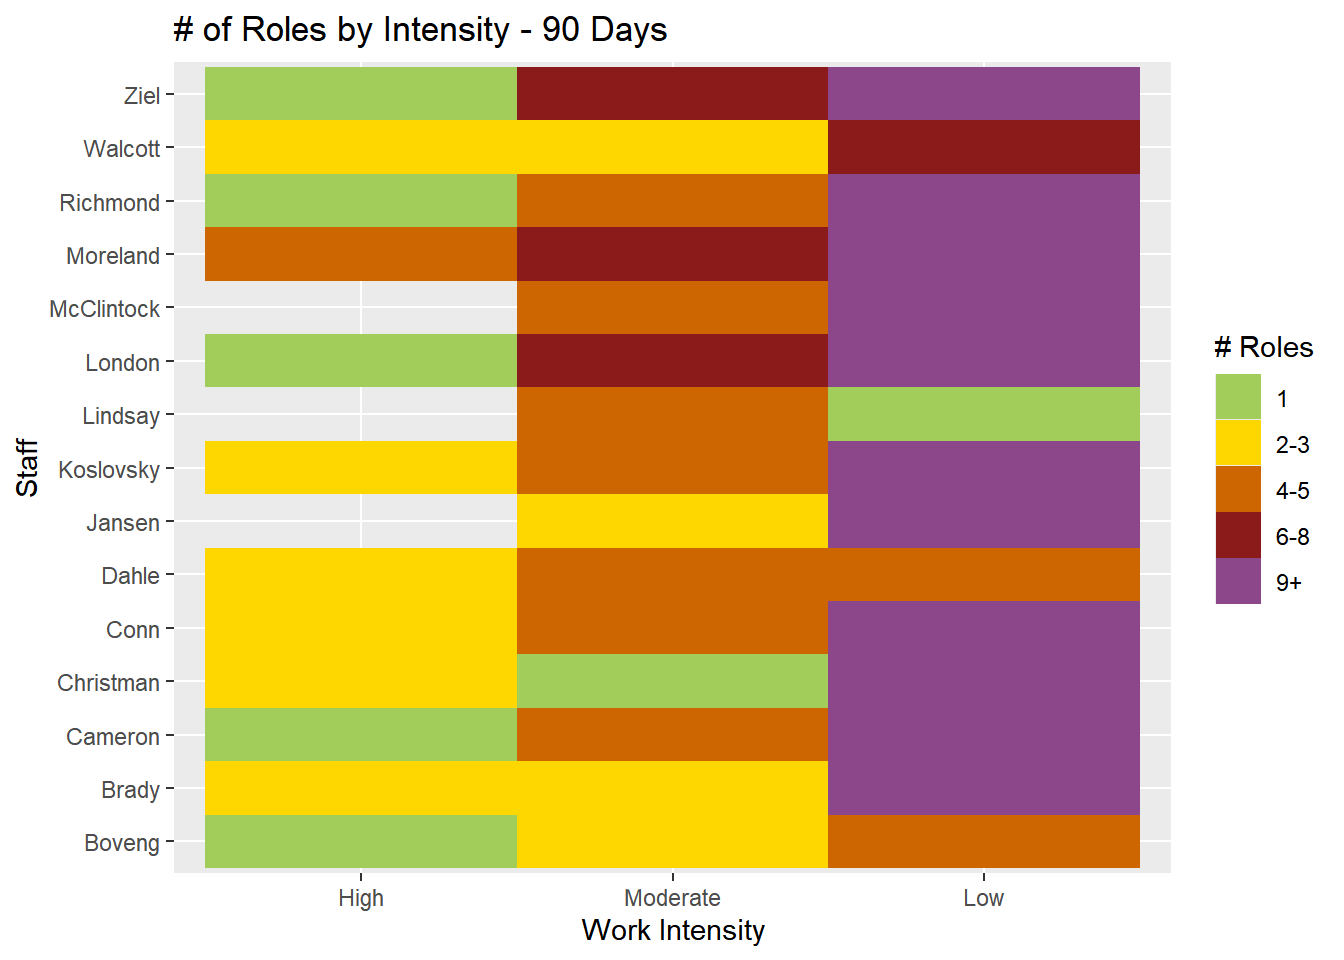 # of Roles by Intensity - 90 Days
Ziel
Walcott
Richmond
Moreland
McClintock
London
Lindsay
Koslovsky
Jansen
Dahle
Conn
Christman
Cameron
Brady
Boveng
Staff
High
Moderate
Low
Work Intensity
# Roles
1
2-3
4-5
6-8
9+